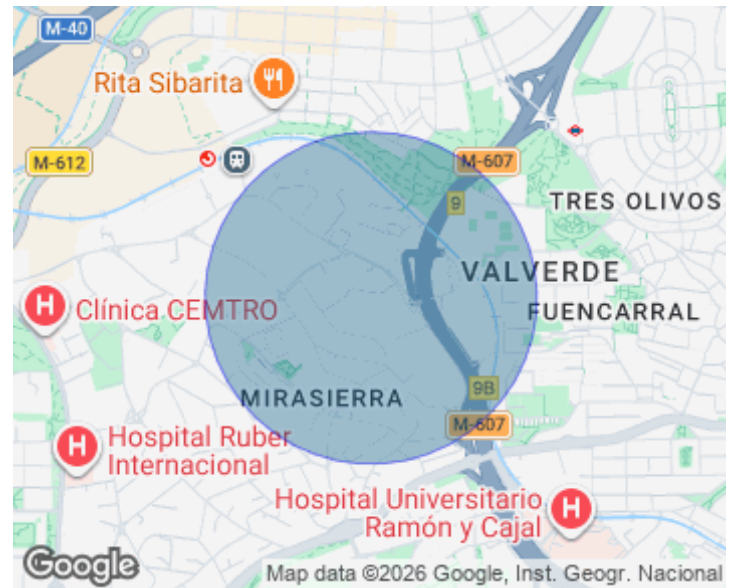 M-40
Rita Sibarita
M-612
M-607
9
TRES OLIVOS
VALVERDE
FUENCARRAL
H
Clínica CEMTRO
9B
MIRASIERRA
M-607
H
Hospital Ruber
Internacional
Hospital Universitario
Ramón y Cajal
H
Google
Map data ©2026 Google, Inst. Geogr. Nacional